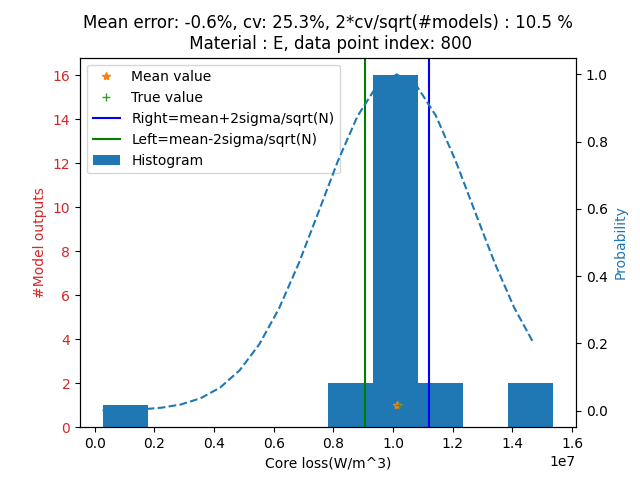 Mean error: -0.6%, cv: 25.3%, 2*cv/sqrt(#models) : 10.5 %
Material : E, data point index: 800
Mean value
True value
Right=mean+2sigma/sqrt(N)
Left=mean-2sigma/sqrt(N)
Histogram
#Model outputs
16
14
12
10
8
6
4
2
0
Probability
1.0
0.8
0.6
0.4
0.2
0.0
0.0 0.2 0.4 0.6 0.8 1.0 1.2 1.4 1.6
1e7
Core loss(W/m^3)